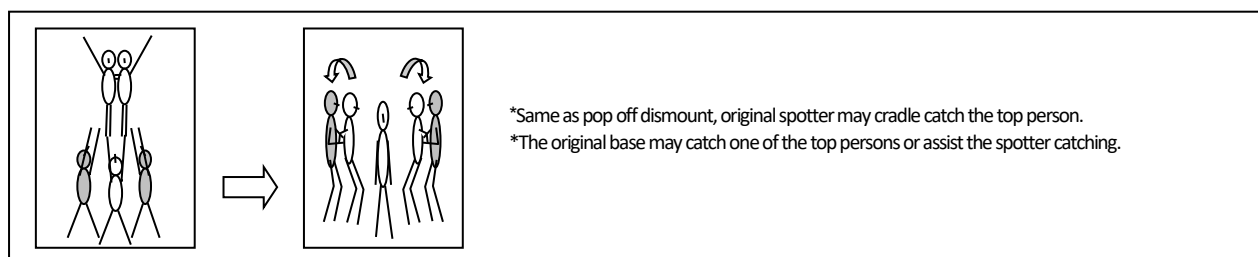 *Same as pop off dismount, original spotter may cradle catch the top person.
*The original base may catch one of the top persons or assist the spotter catching.